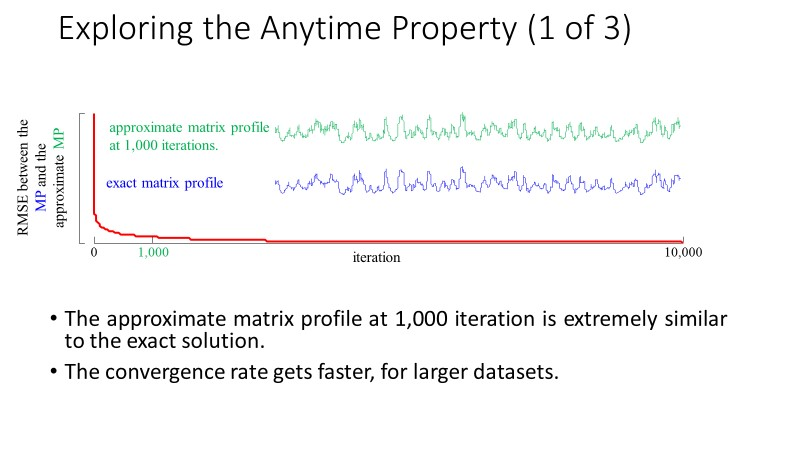 Exploring the Anytime Property (1 of 3)
RMSE between the
MP and the
approximate MP
approximate matrix profile
at 1,000 iterations.
exact matrix profile
0
1,000
iteration
10,000
• The approximate matrix profile at 1,000 iteration is extremely similar
to the exact solution.
• The convergence rate gets faster, for larger datasets.